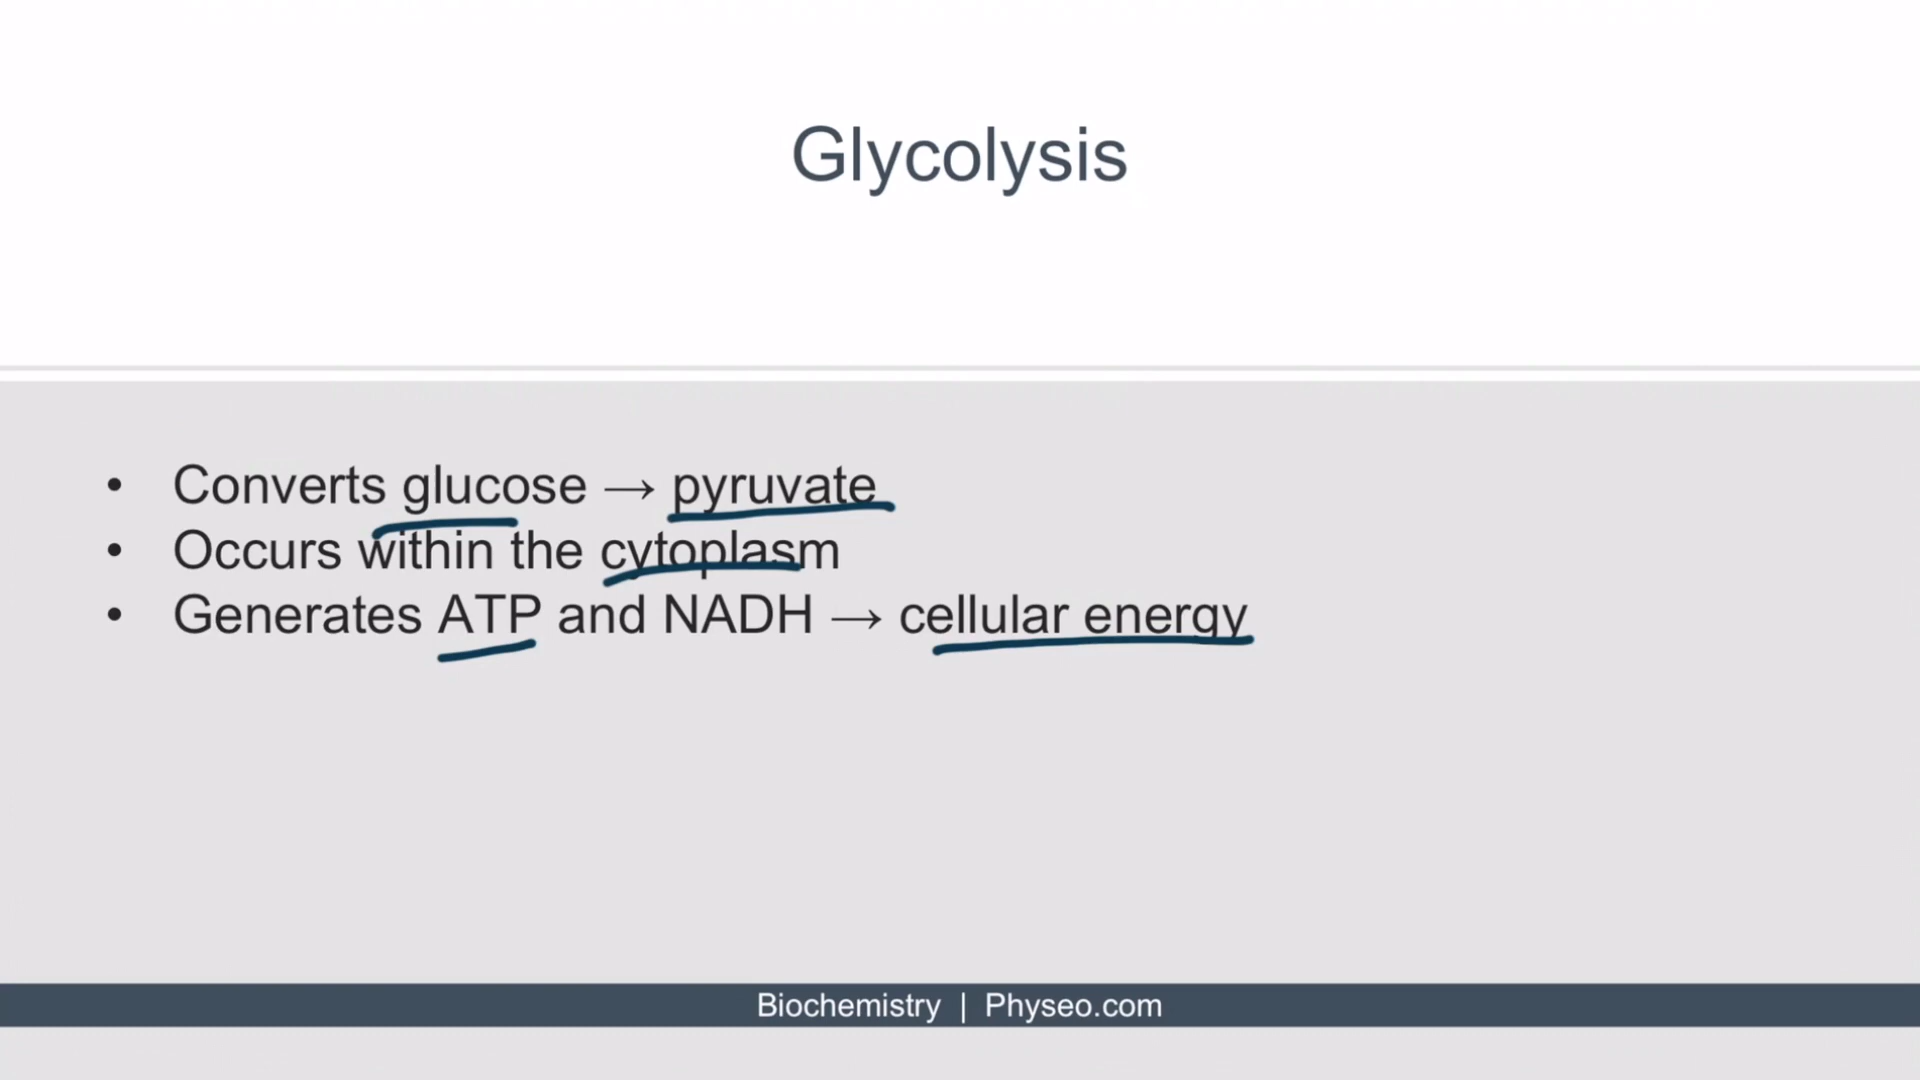 Glycolysis
• Converts glucose → pyruvate
• Occurs within the cytoplasm
• Generates ATP and NADH → cellular energy
Biochemistry | Physeo.com